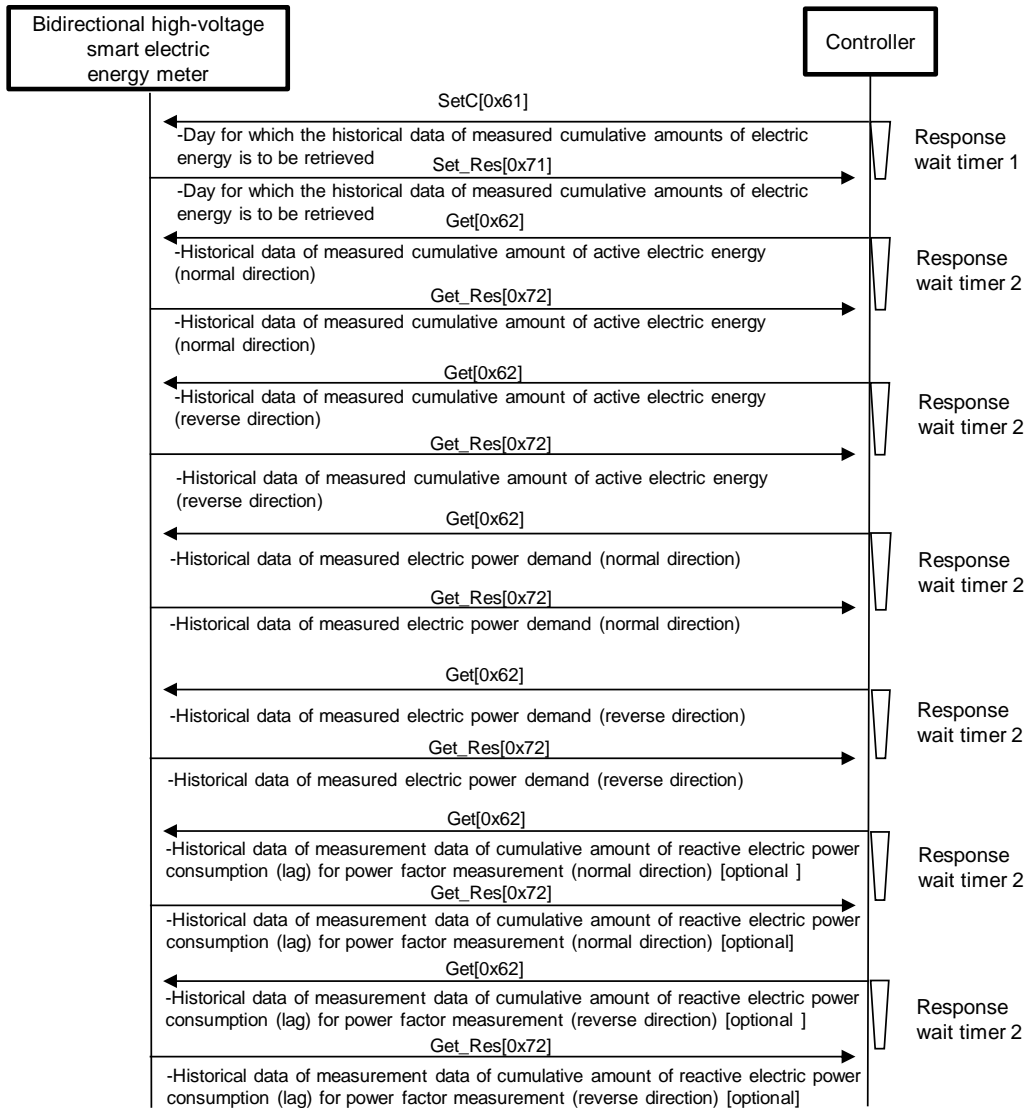 Bidirectional high-voltage
smart electric
energy meter
Controller
SetC[0x61]
-Day for which the historical data of measured cumulative amounts of electric
energy is to be retrieved
Response
wait timer 1
Set_Res[0x71]
-Day for which the historical data of measured cumulative amounts of electric
energy is to be retrieved
Get[0x62]
-Historical data of measured cumulative amount of active electric energy
(normal direction)
Response
wait timer 2
Get_Res[0x72]
-Historical data of measured cumulative amount of active electric energy
(normal direction)
Get[0x62]
-Historical data of measured cumulative amount of active electric energy
(reverse direction)
Response
wait timer 2
Get_Res[0x72]
-Historical data of measured cumulative amount of active electric energy
(reverse direction)
Get[0x62]
-Historical data of measured electric power demand (normal direction)
Response
wait timer 2
Get_Res[0x72]
-Historical data of measured electric power demand (normal direction)
Get[0x62]
-Historical data of measured electric power demand (reverse direction)
Response
wait timer 2
Get_Res[0x72]
-Historical data of measured electric power demand (reverse direction)
Get[0x62]
-Historical data of measurement data of cumulative amount of reactive electric power
consumption (lag) for power factor measurement (normal direction) [optional ]
Response
wait timer 2
Get_Res[0x72]
-Historical data of measurement data of cumulative amount of reactive electric power
consumption (lag) for power factor measurement (normal direction) [optional]
Get[0x62]
-Historical data of measurement data of cumulative amount of reactive electric power
consumption (lag) for power factor measurement (reverse direction) [optional ]
Response
wait timer 2
Get_Res[0x72]
-Historical data of measurement data of cumulative amount of reactive electric power
consumption (lag) for power factor measurement (reverse direction) [optional]